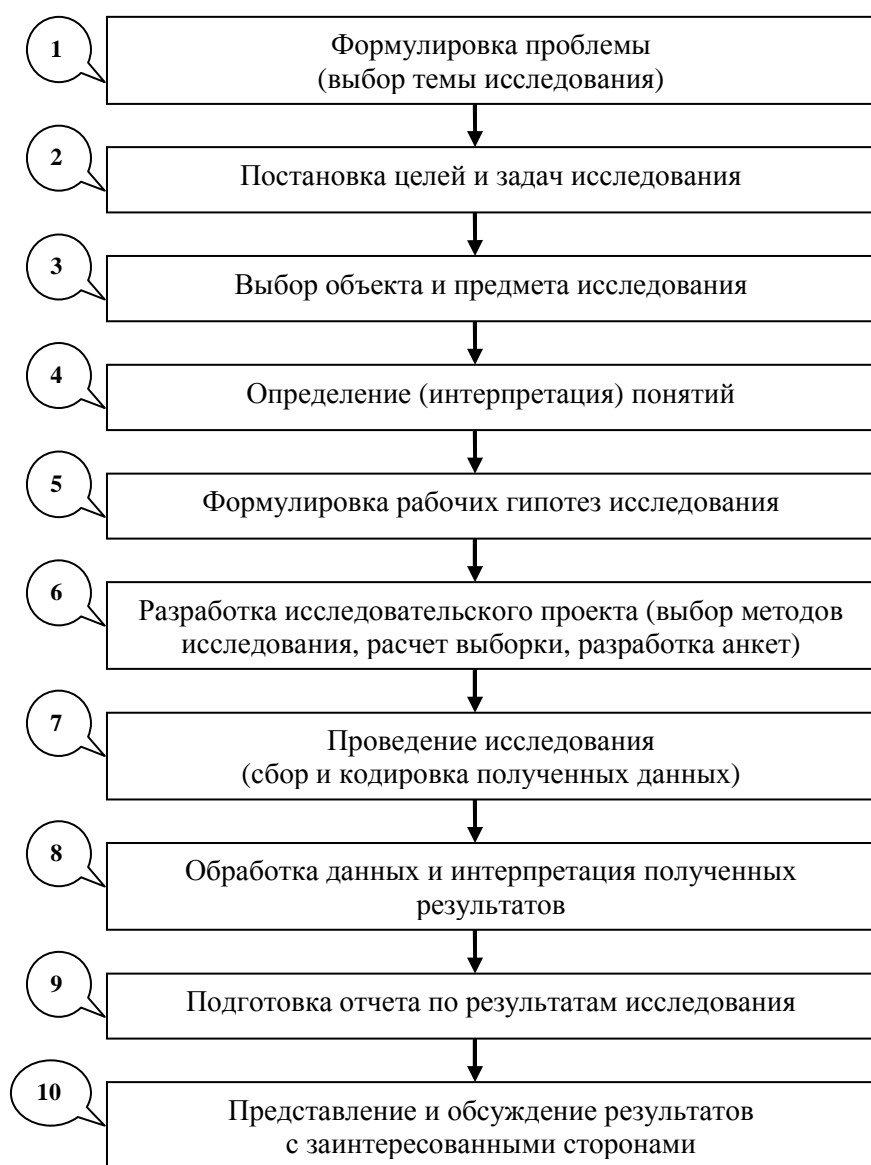 1
Формулировка проблемы
(выбор темы исследования)
2
Постановка целей и задач исследования
3
Выбор объекта и предмета исследования
4
Определение (интерпретация) понятий
5
Формулировка рабочих гипотез исследования
6
Разработка исследовательского проекта (выбор методов
исследования, расчет выборки, разработка анкет)
7
Проведение исследования
(сбор и кодировка полученных данных)
8
Обработка данных и интерпретация полученных
результатов
9
Подготовка отчета по результатам исследования
10
Представление и обсуждение результатов
с заинтересованными сторонами